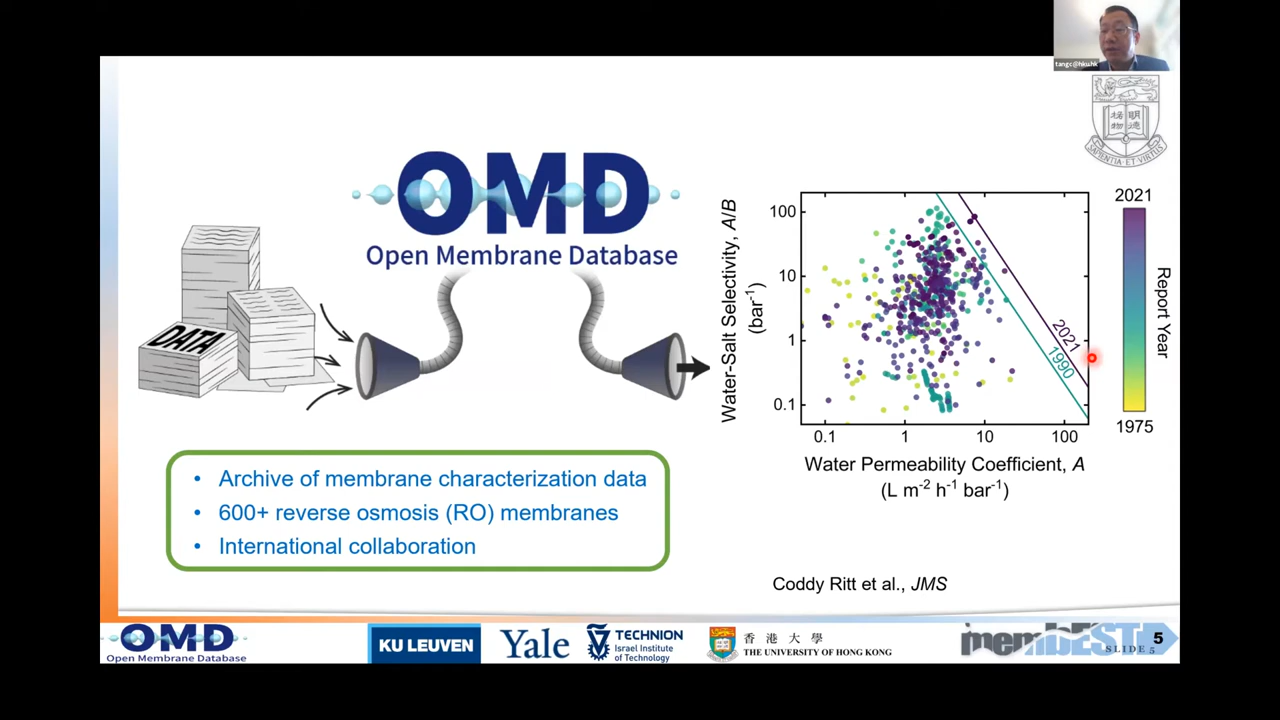 tangc@hku.hk
SAPIENTIA·ET·VIRTUS
OMD
Open Membrane Database
DATA
Water-Salt Selectivity, A/B
(bar-1)
100
10
1
0.1
0.1 1 10 100
Water Permeability Coefficient, A
(L m-2 h-1 bar-1)
2021
1990
2021
Report Year
1975
• Archive of membrane characterization data
• 600+ reverse osmosis (RO) membranes
• International collaboration
Coddy Ritt et al., JMS
OMD
Open Membrane Database
KU LEUVEN
Yale
TECHNION
Israel Institute
of Technology
香港大學
THE UNIVERSITY OF HONG KONG
memBEST
5
SLIDE 5